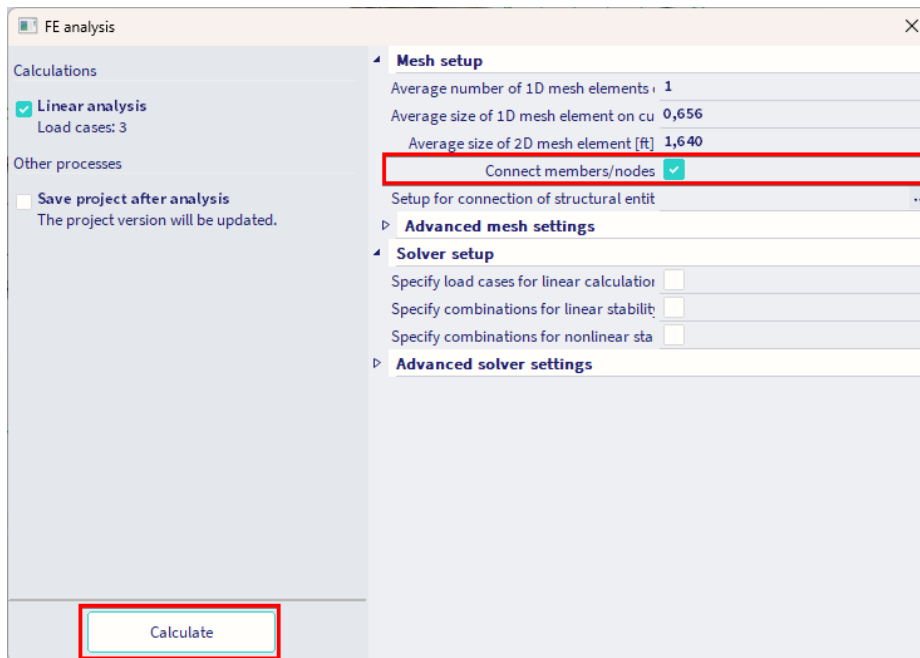 FE analysis
Calculations
Linear analysis
Load cases: 3
Other processes
Save project after analysis
The project version will be updated.
Calculate
Mesh setup
Average number of 1D mesh elements 1
Average size of 1D mesh element on cu 0,656
Average size of 2D mesh element [ft] 1,640
Connect members/nodes
Setup for connection of structural entit ..
Advanced mesh settings
Solver setup
Specify load cases for linear calculation
Specify combinations for linear stability
Specify combinations for nonlinear sta
Advanced solver settings